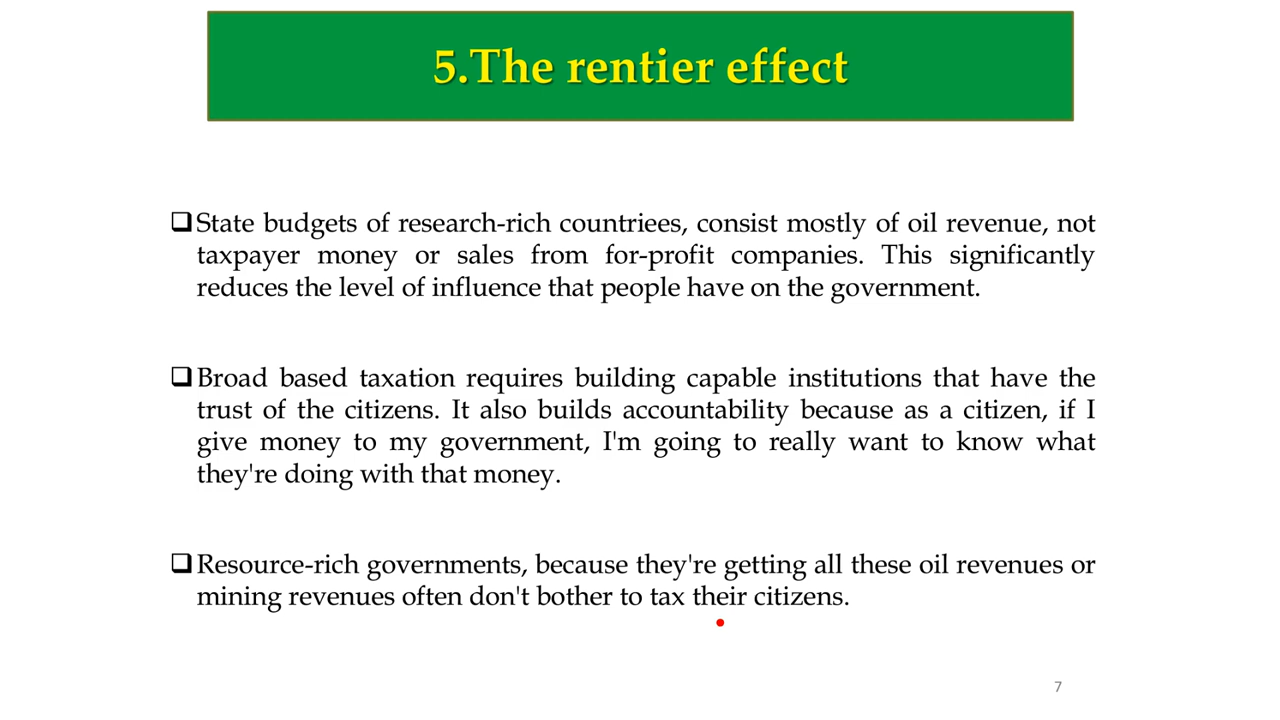 5.The rentier effect
❑State budgets of research-rich countriees, consist mostly of oil revenue, not
taxpayer money or sales from for-profit companies. This significantly
reduces the level of influence that people have on the government.
❑Broad based taxation requires building capable institutions that have the
trust of the citizens. It also builds accountability because as a citizen, if I
give money to my government, I'm going to really want to know what
they're doing with that money.
❑Resource-rich governments, because they're getting all these oil revenues or
mining revenues often don't bother to tax their citizens.
7